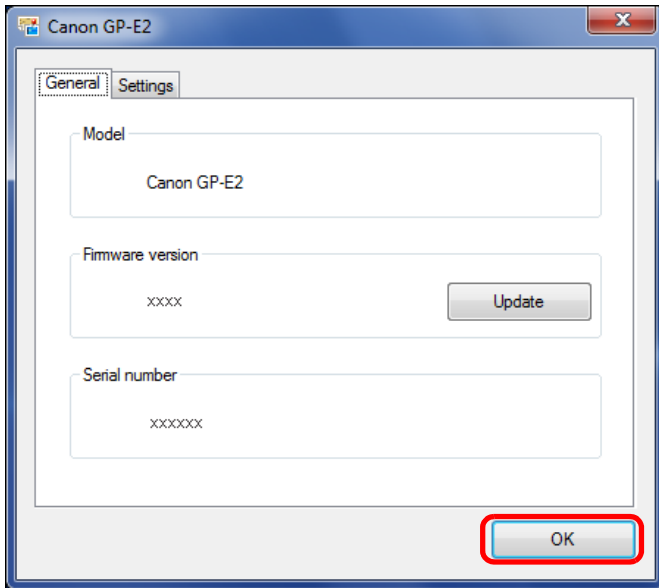 Canon GP-E2
General Settings
Model
Canon GP-E2
Firmware version
xxxx Update
Serial number
xxxxxx
OK